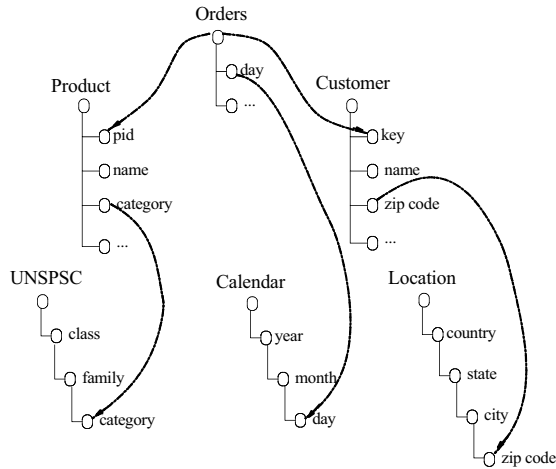 Orders
day
...
Product
pid
name
category
...
Customer
key
name
zip code
...
UNSPSC
class
family
category
Calendar
year
month
day
Location
country
state
city
zip code